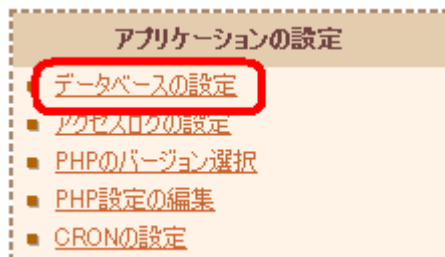 アプリケーションの設定
データベースの設定
アクセスログの設定
PHPのバージョン選択
PHP設定の編集
CRONの設定